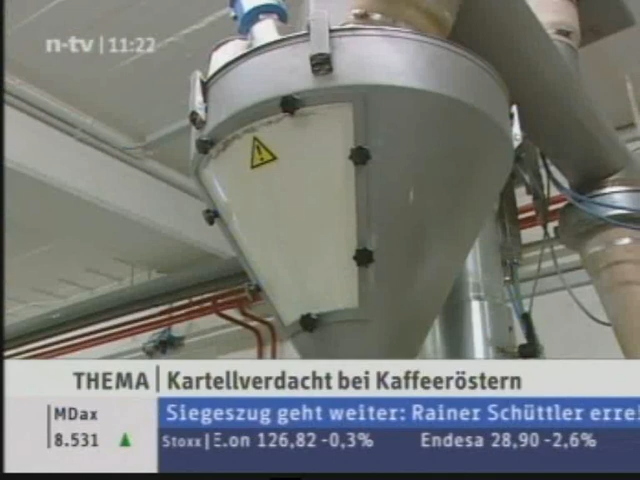 n-tv | 11:22
THEMA | Kartellverdacht bei Kaffeeröstern
MDax
8.531
Siegeszug geht weiter: Rainer Schüttler
Stoxx | E.on 126,82 -0,3% Endesa 28,90 -2,6%